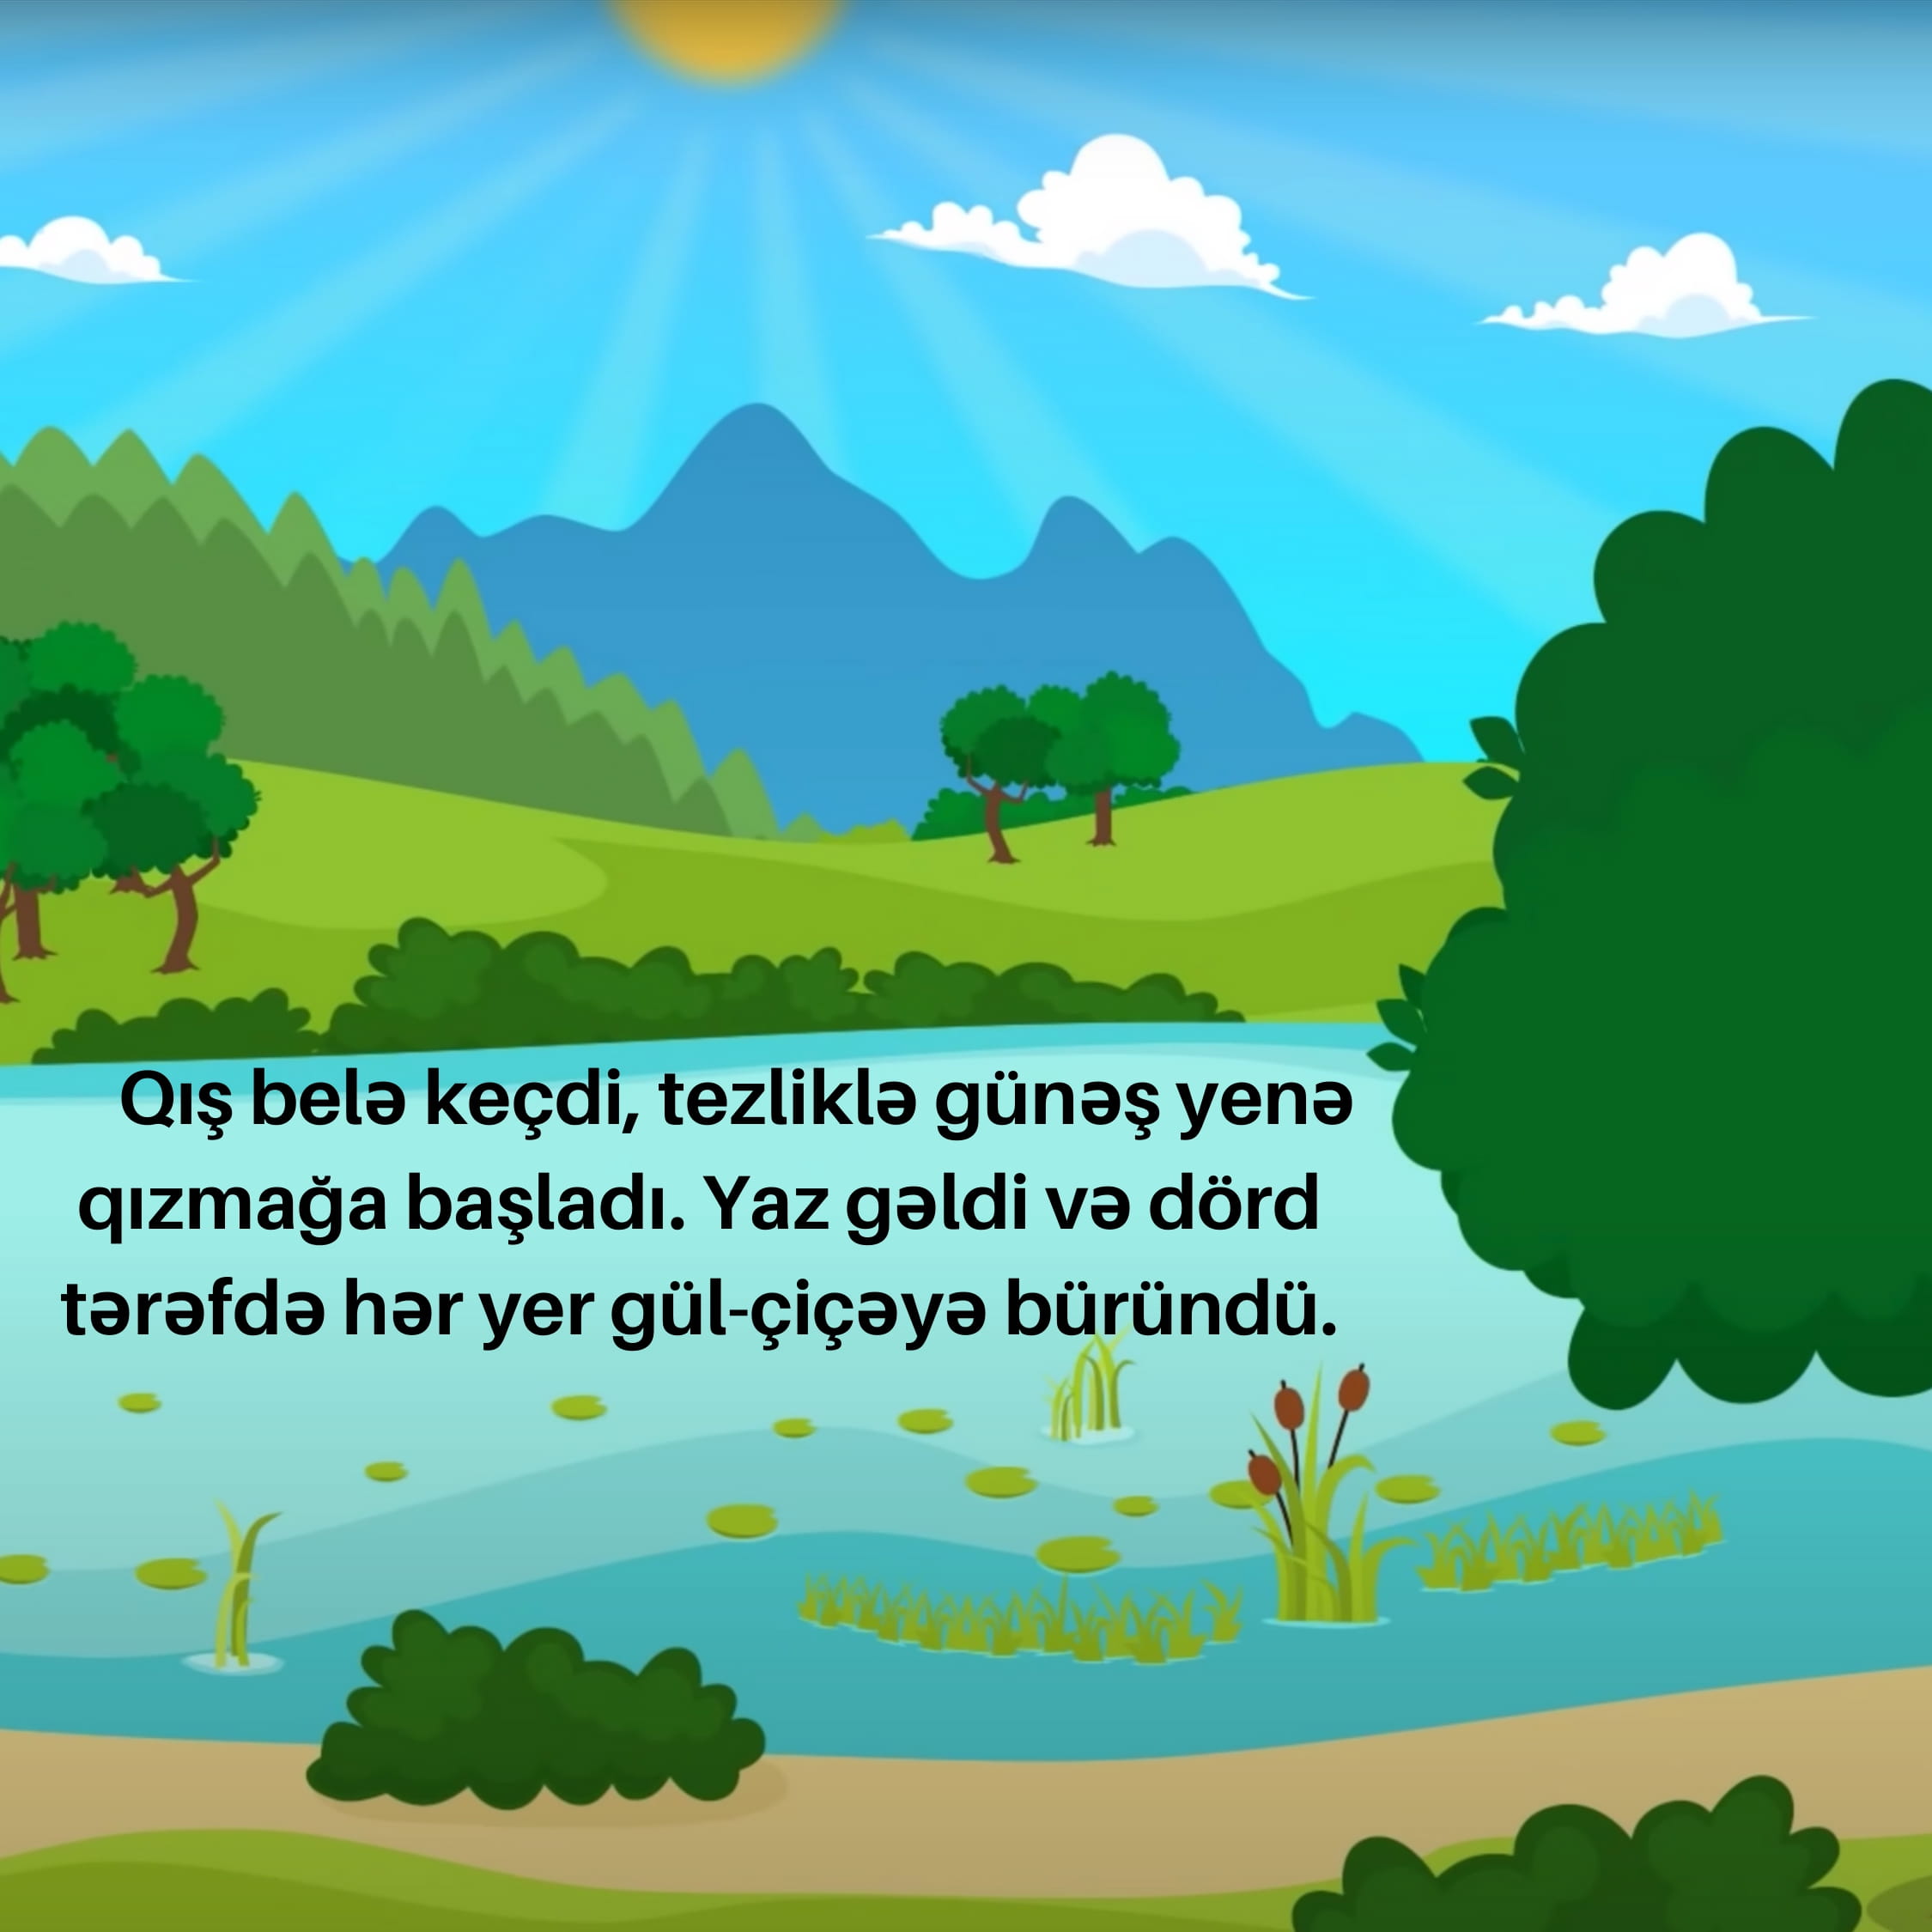 Qış belə keçdi, tezliklə günəş yenə
qızmağa başladı. Yaz gəldi və dörd
tərəfdə hər yer gül-çiçəyə büründü.